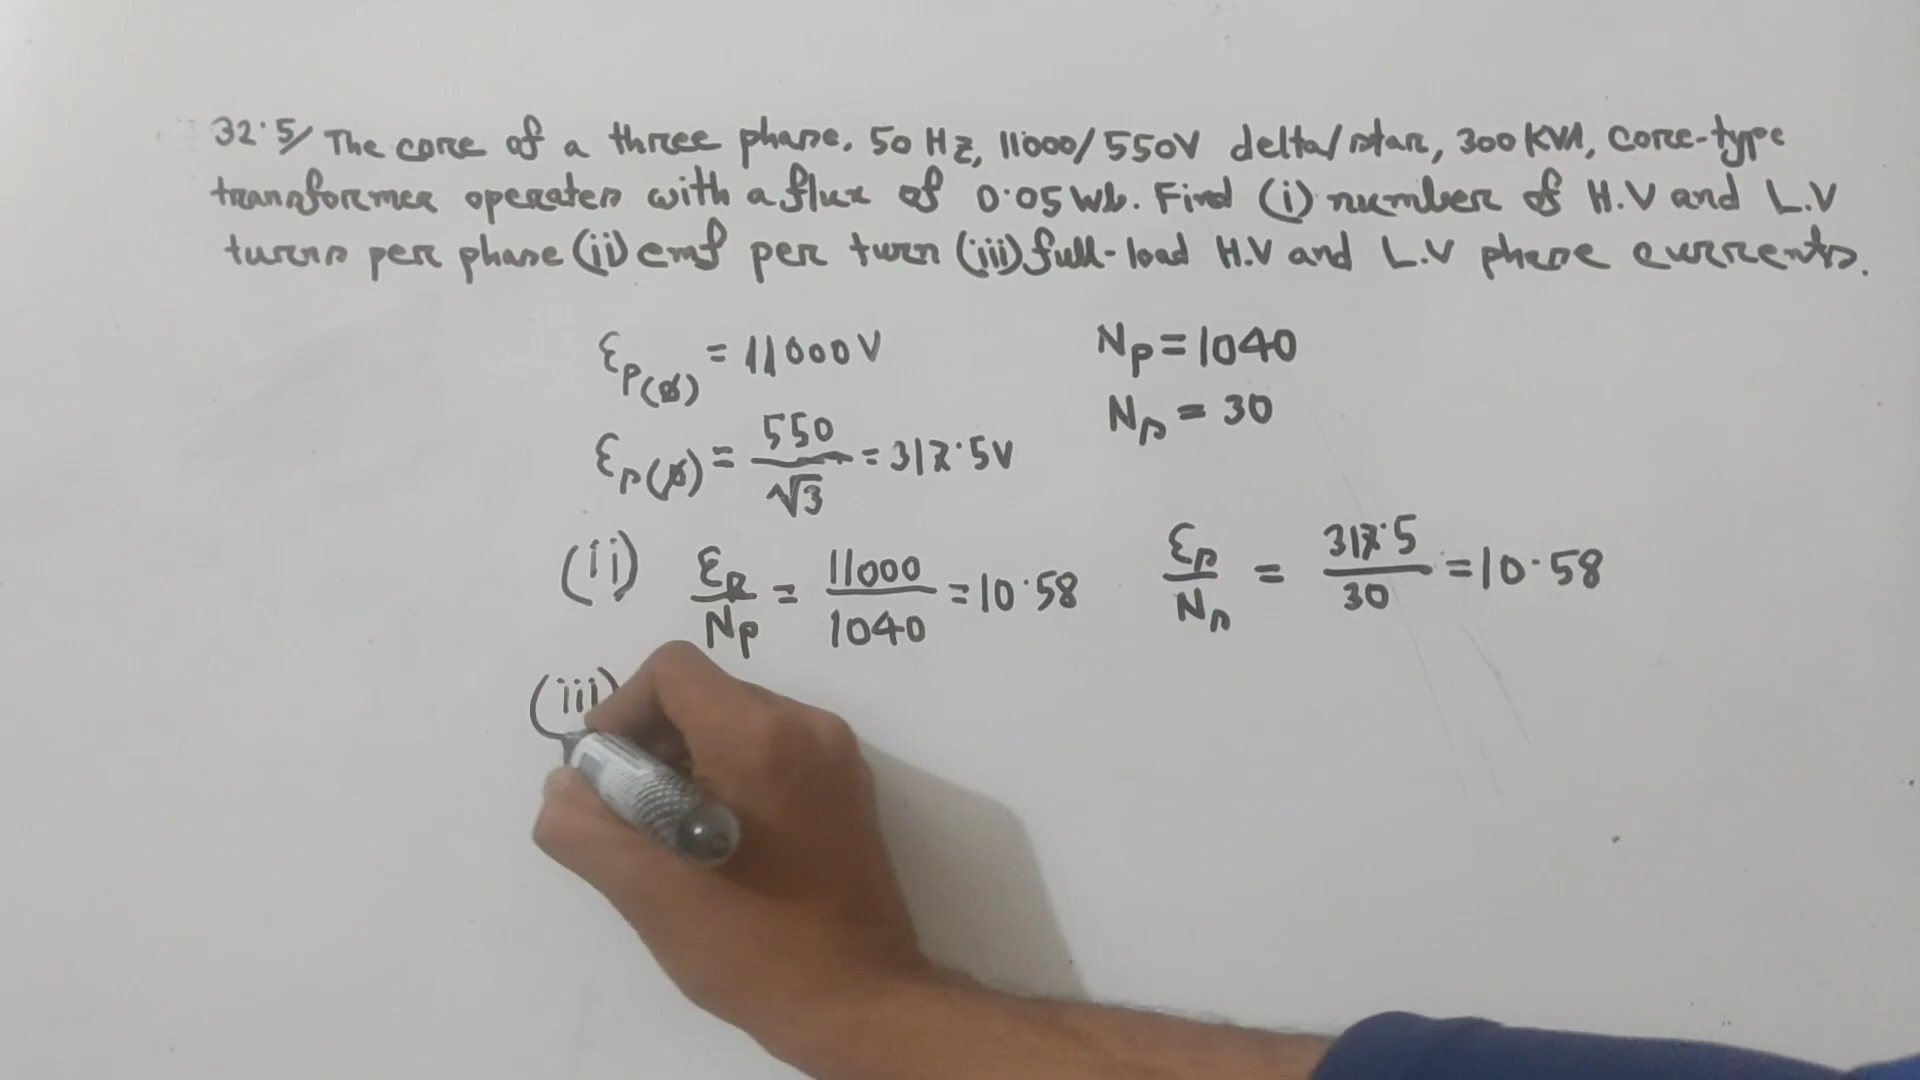 32.5/ The core of a three phase, 50 Hz, 11000/550V delta/star, 300 KVA, core-type
transformer operates with a flux of 0.05 Wb. Find (i) number of H.V and L.V
turns per phase (ii) emf per turn (iii) full-load H.V and L.V phase currents.
Ep(ø) = 11000 V Np = 1040
Es(ø) = 550/√3 = 317.5 V Ns = 30
(ii) Ep/Np = 11000/1040 = 10.58 Es/Ns = 317.5/30 = 10.58
(iii)